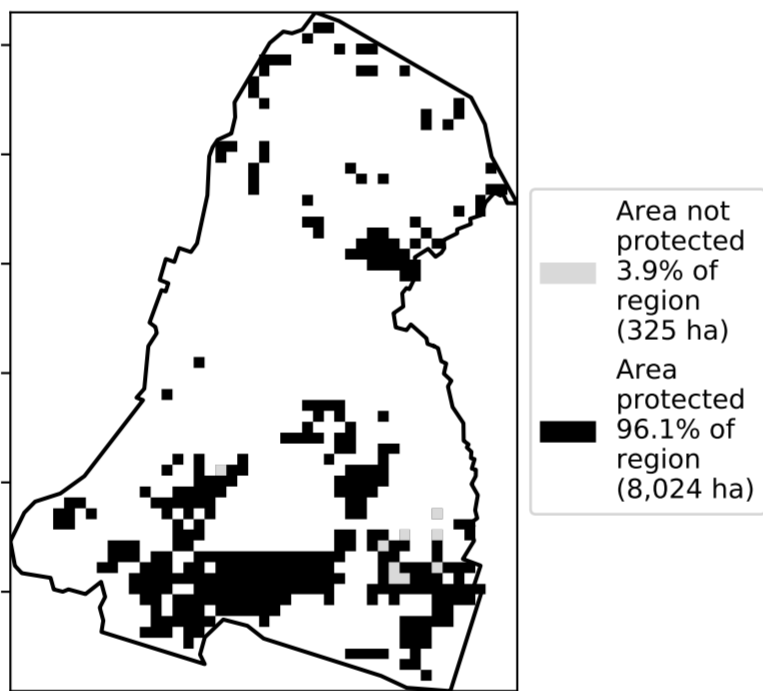 Area not
protected
3.9% of
region
(325 ha)
Area
protected
96.1% of
region
(8,024 ha)